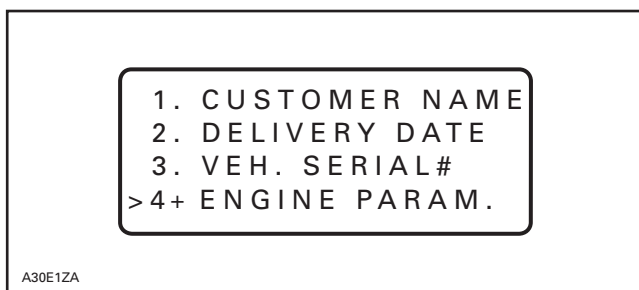 1. CUSTOMER NAME
2. DELIVERY DATE
3. VEH. SERIAL#
>4+ ENGINE PARAM.
A30E1ZA